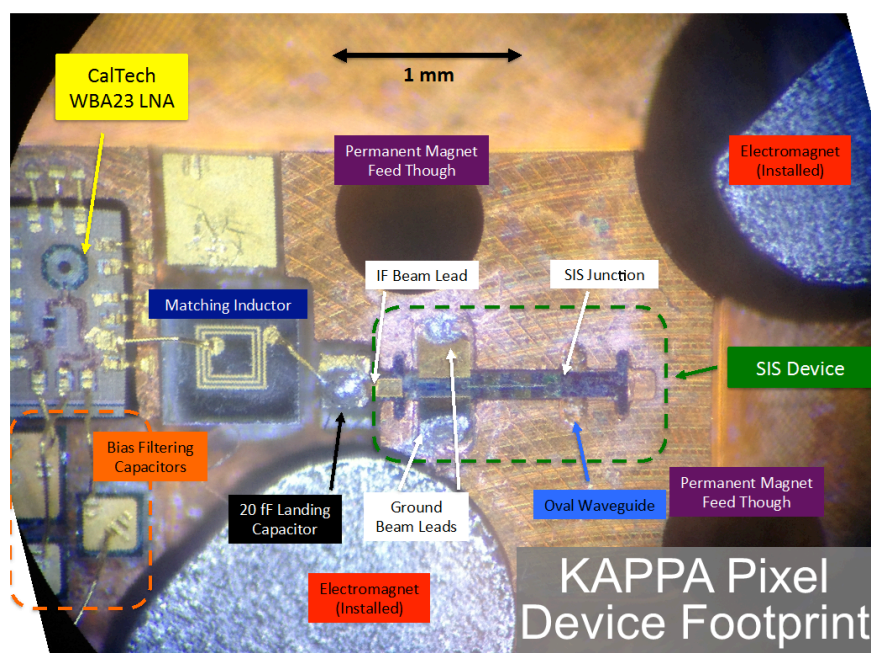 CalTech
WBA23 LNA
1 mm
Permanent Magnet
Feed Though
Electromagnet
(Installed)
IF Beam Lead
SIS Junction
Matching Inductor
SIS Device
Bias Filtering
Capacitors
20 fF Landing
Capacitor
Ground
Beam Leads
Oval Waveguide
Permanent Magnet
Feed Though
Electromagnet
(Installed)
KAPPA Pixel
Device Footprint